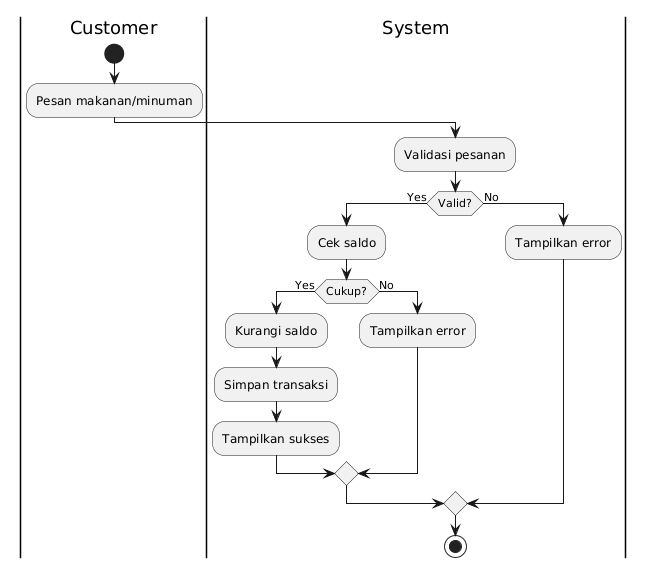 Customer
System
Pesan makanan/minuman
Validasi pesanan
Valid?
Yes
No
Cek saldo
Tampilkan error
Cukup?
Yes
No
Kurangi saldo
Tampilkan error
Simpan transaksi
Tampilkan sukses